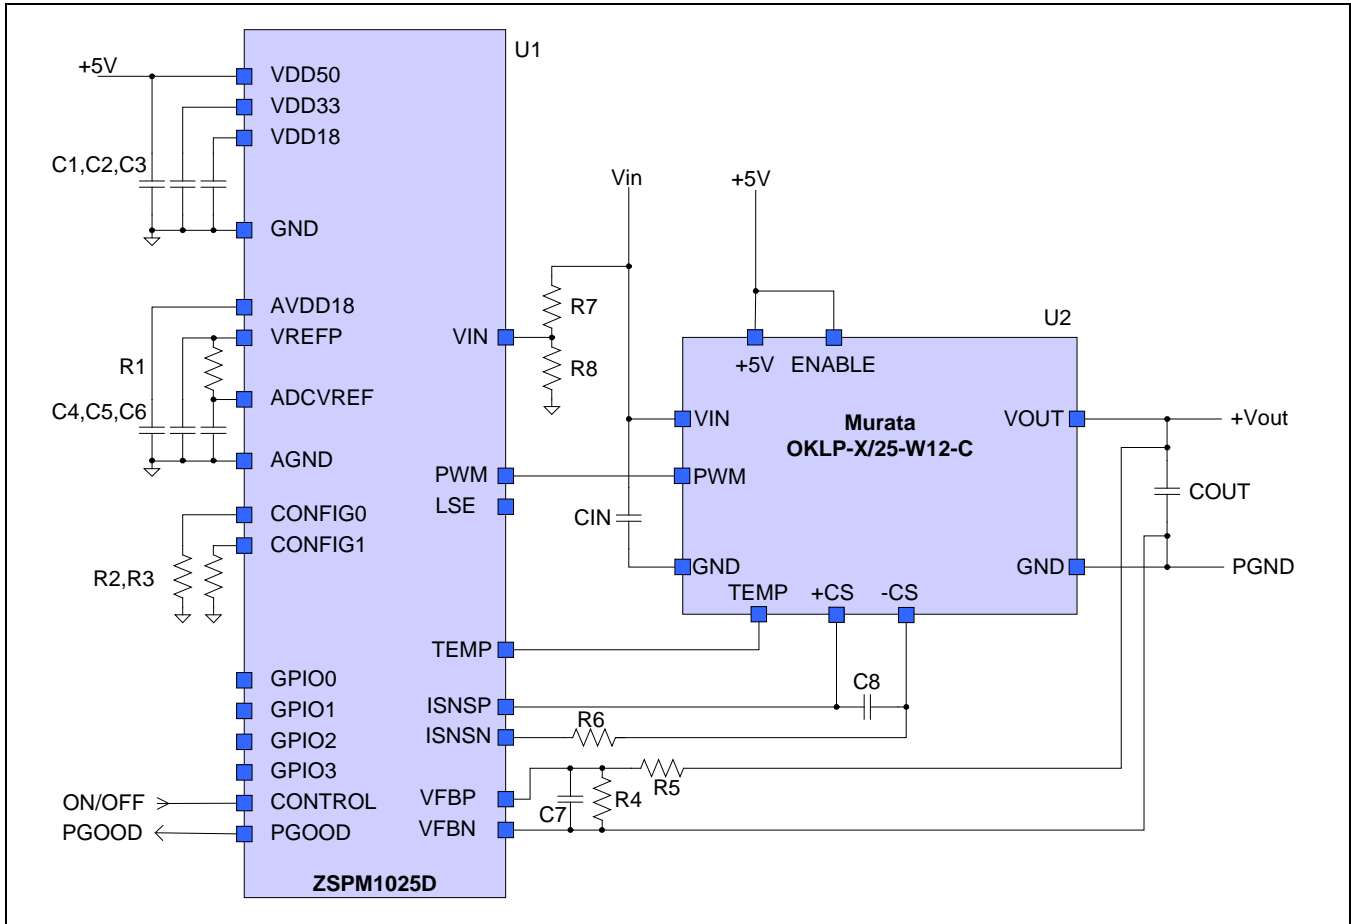 U1
+5V
VDD50
VDD33
VDD18
C1,C2,C3
GND
AVDD18
VREFP
R1
ADCVREF
C4,C5,C6
AGND
CONFIG0
CONFIG1
R2,R3
GPIO0
GPIO1
GPIO2
GPIO3
ON/OFF
CONTROL
PGOOD
PGOOD
ZSPM1025D
VIN
PWM
LSE
TEMP
ISNSP
ISNSN
VFBP
VFBN
Vin
R7
R8
CIN
+5V
U2
+5V
ENABLE
VIN
Murata
OKLP-X/25-W12-C
VOUT
+Vout
PWM
COUT
GND
GND
PGND
TEMP
+CS
-CS
C8
R6
R5
C7
R4